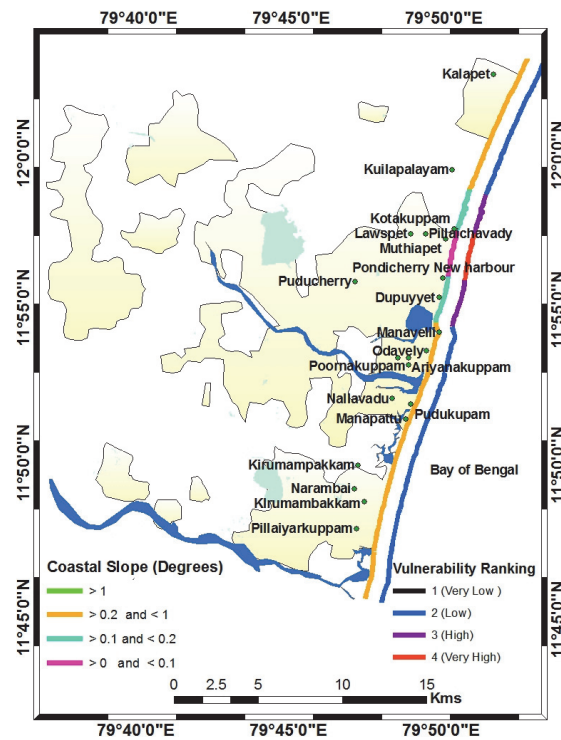 79°40'0"E 79°45'0"E 79°50'0"E
Kalapet
12°0'0"N 12°0'0"N
Kuilapalayam
Kotakuppam
Lawspet Pillaichavady
Muthiapet
Pondicherry New harbour
Puducherry
Dupuyyet
11°55'0"N 11°55'0"N
Manavelli
Odavely
Poornakuppam Ariyanakuppam
Nallavadu
Manapattu Pudukupam
11°50'0"N 11°50'0"N
Kirumampakkam
Bay of Bengal
Narambai
Kirumambakkam
Pillaiyarkuppam
Coastal Slope (Degrees)
> 1
> 0.2 and < 1
> 0.1 and < 0.2
> 0 and < 0.1
Vulnerability Ranking
1 (Very Low )
2 (Low)
3 (High)
4 (Very High)
11°45'0"N 11°45'0"N
0 2.5 5 10 15
Kms
79°40'0"E 79°45'0"E 79°50'0"E